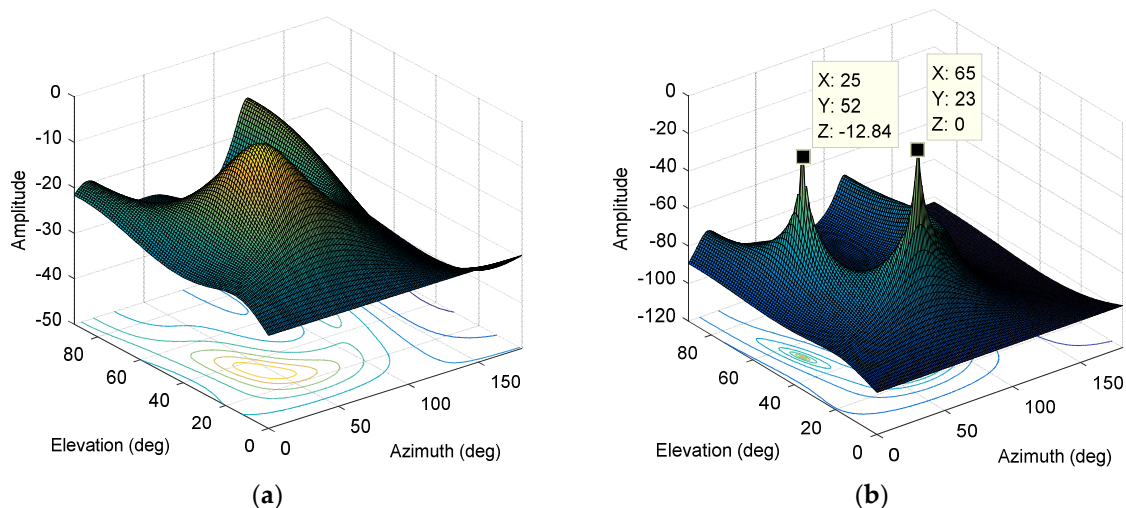 0
-10
-20
-30
-40
-50
Amplitude
80
60
40
20
0
Elevation (deg)
0
50
100
150
Azimuth (deg)
(a)
X: 25
Y: 52
Z: -12.84
X: 65
Y: 23
Z: 0
0
-20
-40
-60
-80
-100
-120
Amplitude
80
60
40
20
0
Elevation (deg)
0
50
100
150
Azimuth (deg)
(b)